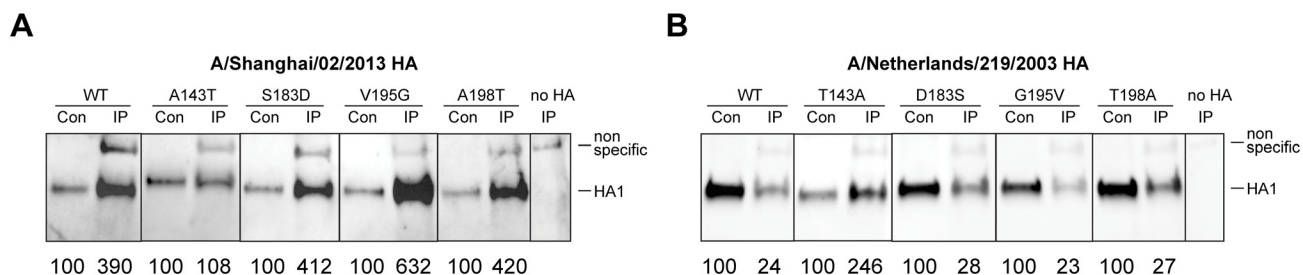 A
A/Shanghai/02/2013 HA
WT A143T S183D V195G A198T no HA
Con IP Con IP Con IP Con IP Con IP IP
non
specific
HA1
100 390 100 108 100 412 100 632 100 420
B
A/Netherlands/219/2003 HA
WT T143A D183S G195V T198A no HA
Con IP Con IP Con IP Con IP Con IP IP
non
specific
HA1
100 24 100 246 100 28 100 23 100 27